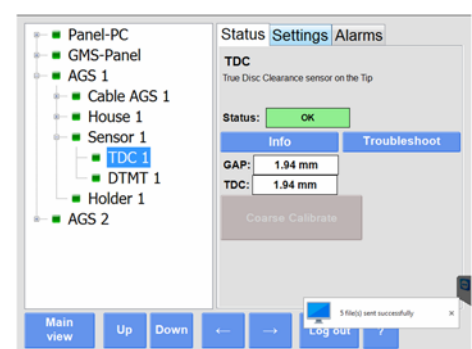 Panel-PC
GMS-Panel
AGS 1
Cable AGS 1
House 1
Sensor 1
TDC 1
DTMT 1
Holder 1
AGS 2
Status Settings Alarms
TDC
True Disc Clearance sensor on the Tip
Status: OK
Info Troubleshoot
GAP: 1.94 mm
TDC: 1.94 mm
Coarse Calibrate
5 file(s) sent successfully ×
Main
view
Up Down ← → Log out ?